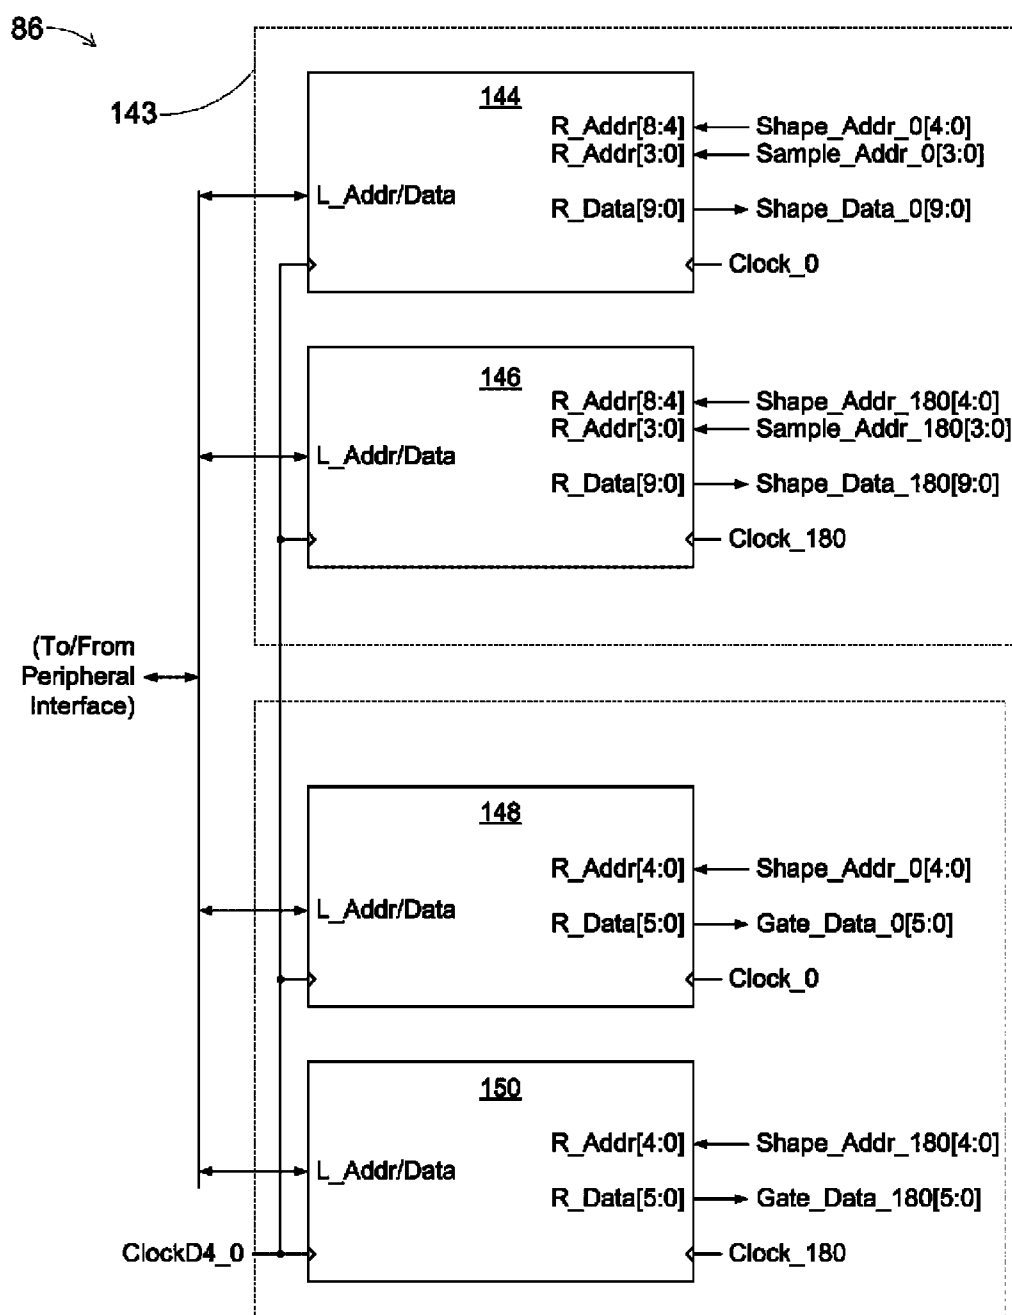 86
143
144
R_Addr[8:4]
Shape_Addr_0[4:0]
R_Addr[3:0]
Sample_Addr_0[3:0]
L_Addr/Data
R_Data[9:0]
Shape_Data_0[9:0]
Clock_0
146
R_Addr[8:4]
Shape_Addr_180[4:0]
R_Addr[3:0]
Sample_Addr_180[3:0]
L_Addr/Data
R_Data[9:0]
Shape_Data_180[9:0]
Clock_180
(To/From
Peripheral
Interface)
148
R_Addr[4:0]
Shape_Addr_0[4:0]
L_Addr/Data
R_Data[5:0]
Gate_Data_0[5:0]
Clock_0
150
R_Addr[4:0]
Shape_Addr_180[4:0]
L_Addr/Data
R_Data[5:0]
Gate_Data_180[5:0]
ClockD4_0
Clock_180